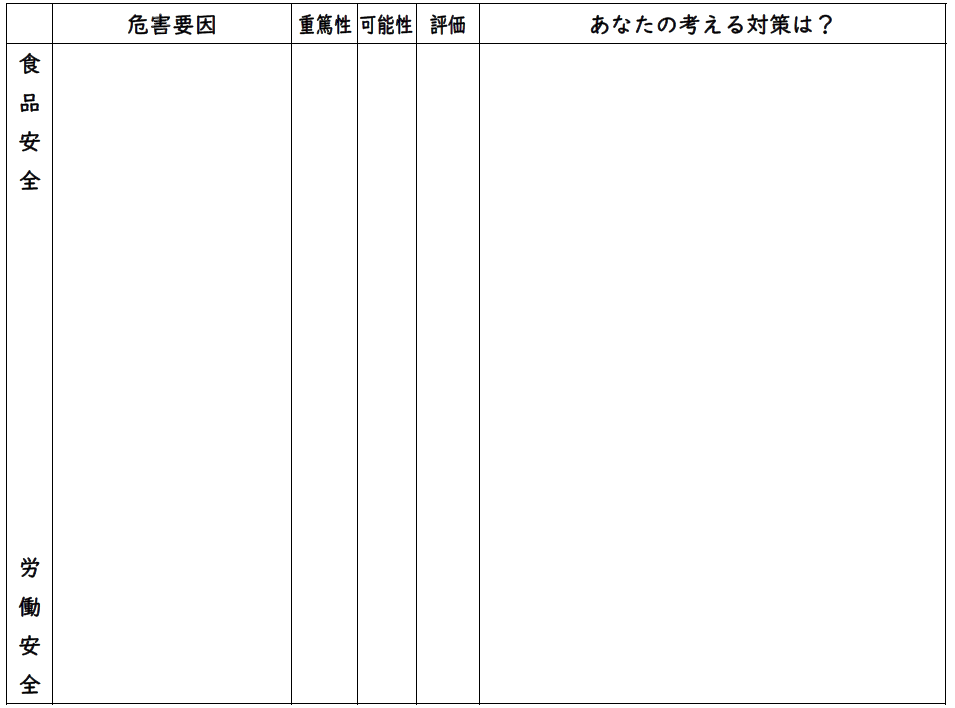 危害要因 重篤性 可能性 評価 あなたの考える対策は？
食
品
安
全
労
働
安
全